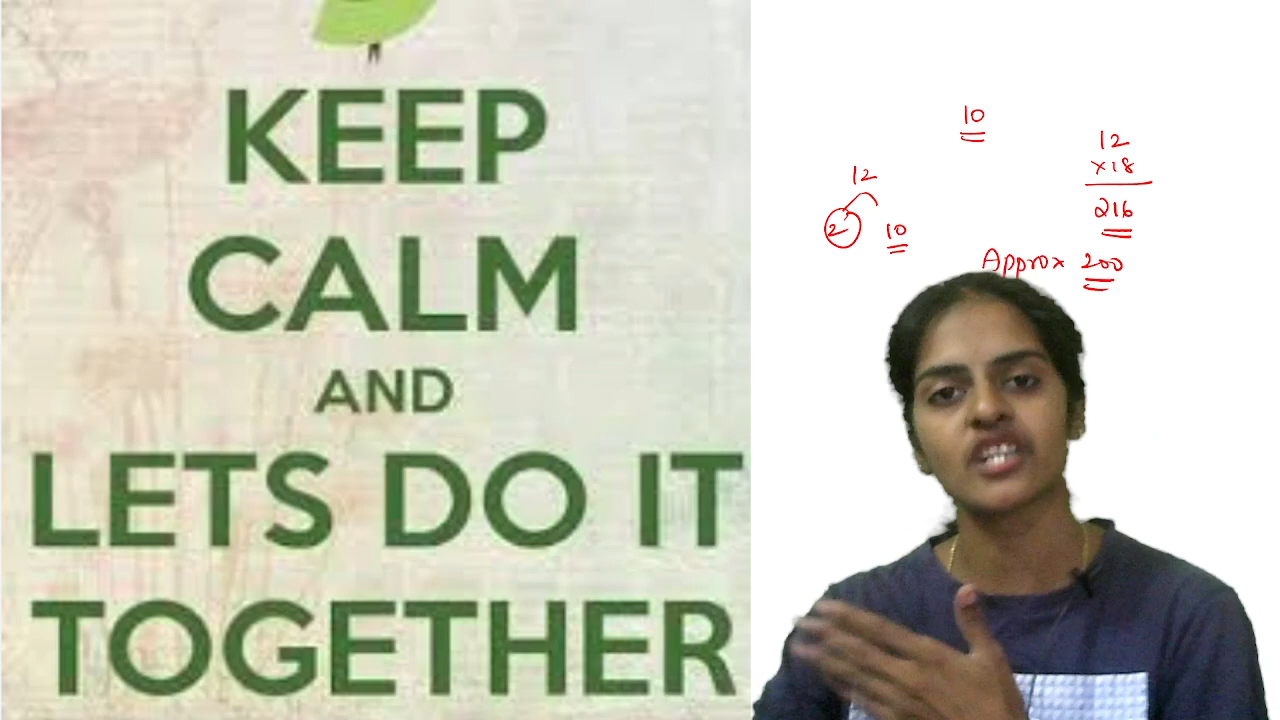 KEEP
CALM
AND
LETS DO IT
TOGETHER
10
12
2
10
12
×18
216
Approx 200